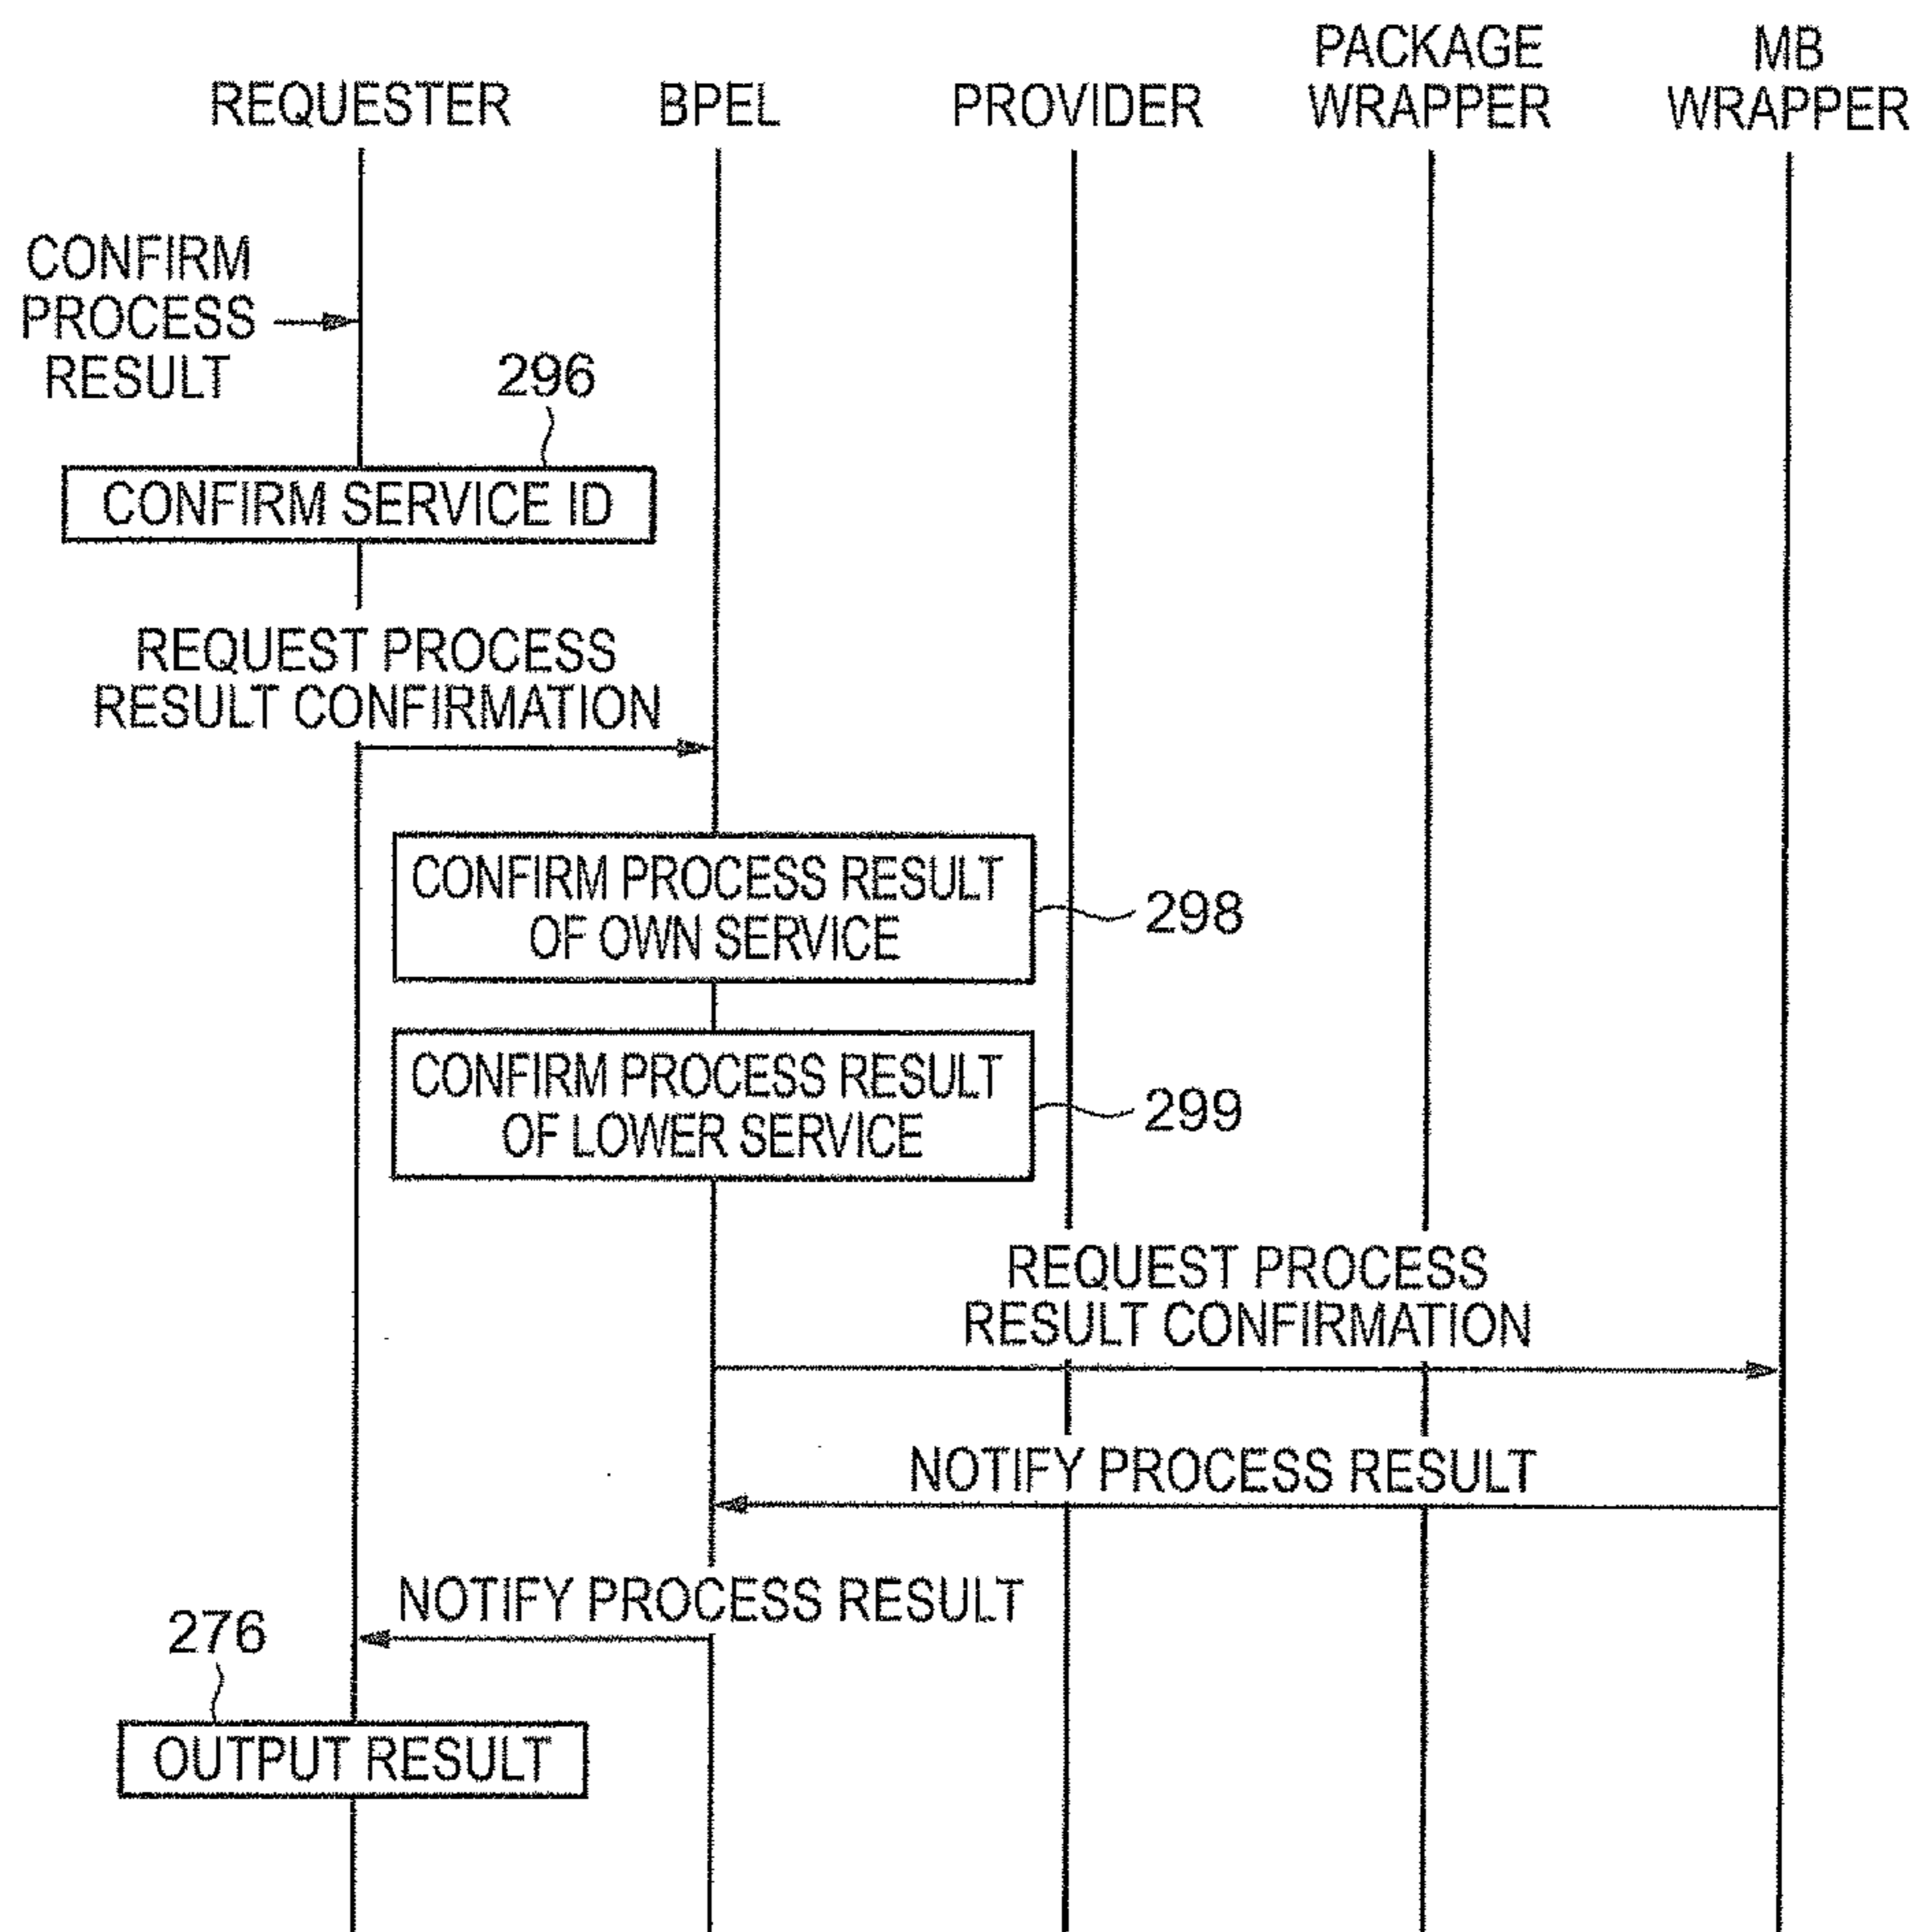 REQUESTER
BPEL
PROVIDER
PACKAGE
WRAPPER
MB
WRAPPER
CONFIRM
PROCESS
RESULT
296
CONFIRM SERVICE ID
REQUEST PROCESS
RESULT CONFIRMATION
CONFIRM PROCESS RESULT
OF OWN SERVICE
298
CONFIRM PROCESS RESULT
OF LOWER SERVICE
299
REQUEST PROCESS
RESULT CONFIRMATION
NOTIFY PROCESS RESULT
NOTIFY PROCESS RESULT
276
OUTPUT RESULT